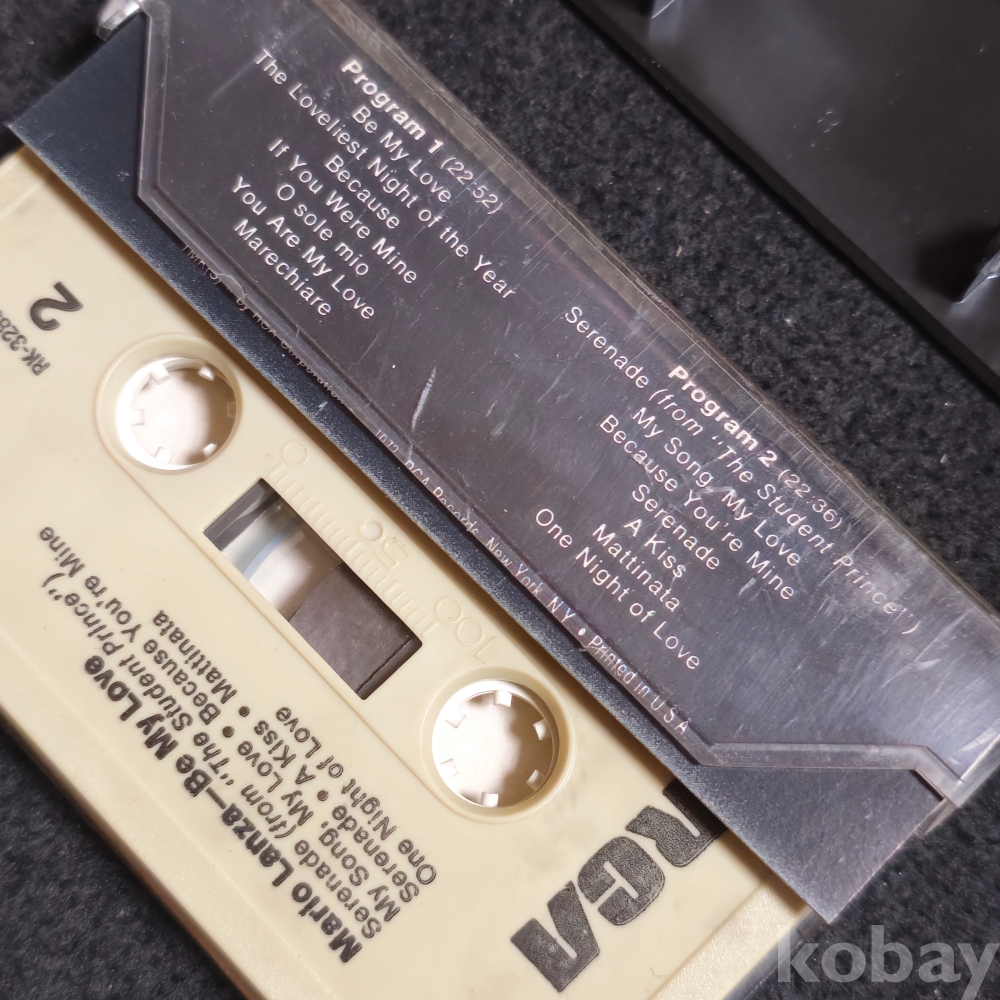 Program 1 (22:52)
Be My Love
The Loveliest Night of the Year
Because
If You Were Mine
O sole mio
You Are My Love
Marechiare
Program 2 (22:36)
Serenade (from "The Student Prince")
My Song, My Love
Because You're Mine
Serenade
A Kiss
Mattinata
One Night of Love
RCA Records, New York, N.Y. • Printed in U.S.A.
2
0 50 100
Mario Lanza—Be My Love
Serenade (from "The Student Prince")
My Song, My Love • Because You're Mine
Serenade • A Kiss • Mattinata
One Night of Love
RCA
kobay